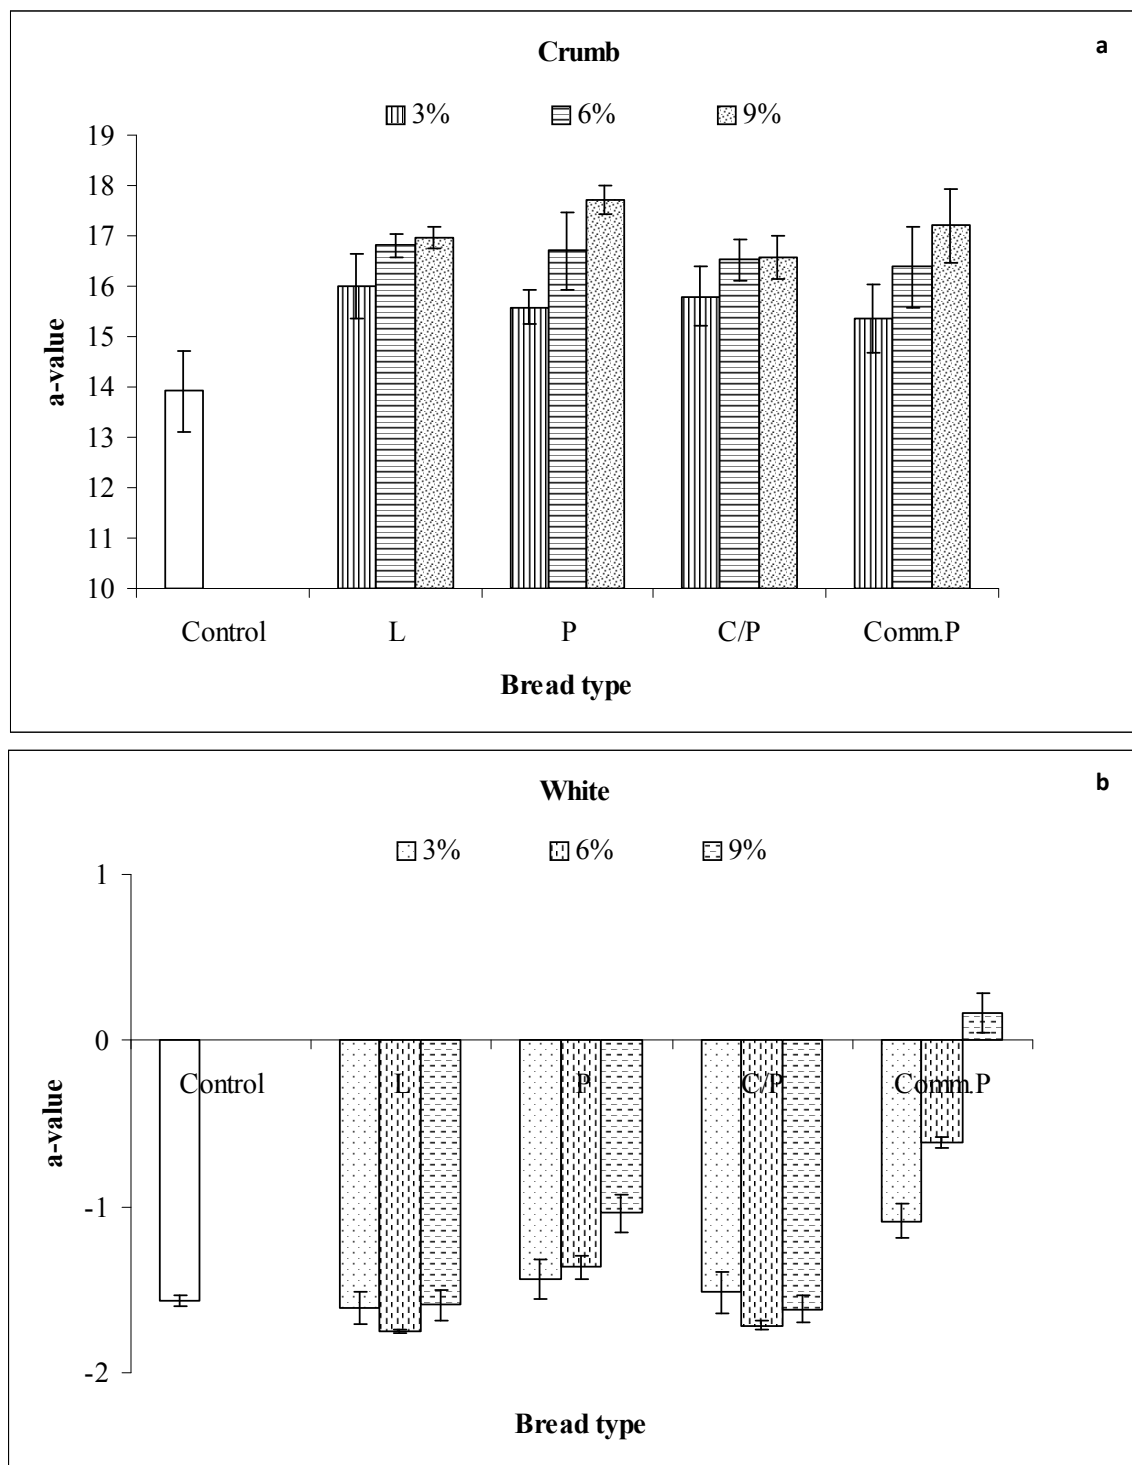 Crumb
a
3% 6% 9%
19
18
17
16
15
14
13
12
11
10
a-value
Control L P C/P Comm.P
Bread type
White
b
3% 6% 9%
1
0
-1
-2
a-value
Control L P C/P Comm.P
Bread type